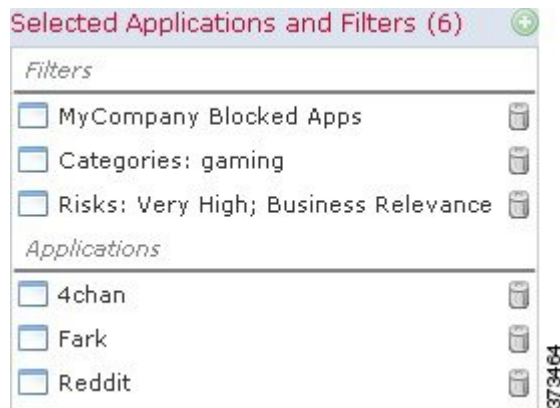 Selected Applications and Filters (6)
Filters
MyCompany Blocked Apps
Categories: gaming
Risks: Very High; Business Relevance
Applications
4chan
Fark
Reddit
373464